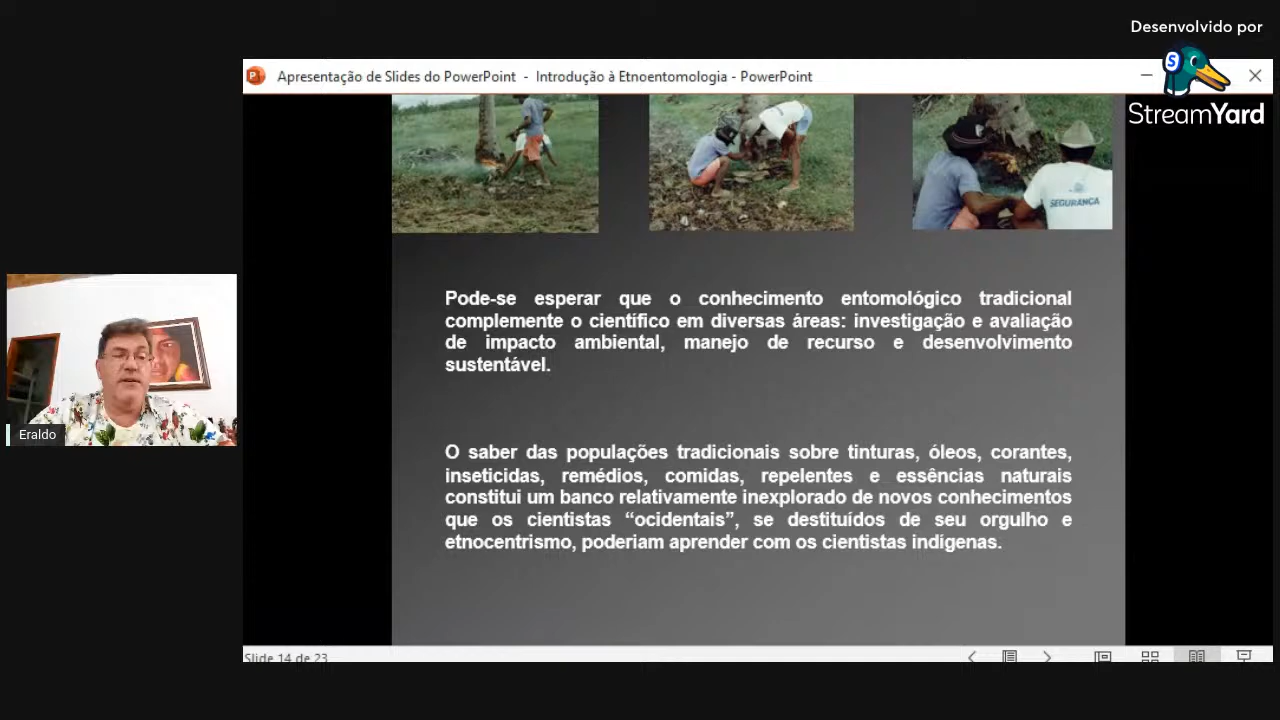 Desenvolvido por
StreamYard
Apresentação de Slides do PowerPoint - Introdução à Etnoentomologia - PowerPoint
SEGURANÇA
Pode-se esperar que o conhecimento entomológico tradicional
complemente o científico em diversas áreas: investigação e avaliação
de impacto ambiental, manejo de recurso e desenvolvimento
sustentável.
O saber das populações tradicionais sobre tinturas, óleos, corantes,
inseticidas, remédios, comidas, repelentes e essências naturais
constitui um banco relativamente inexplorado de novos conhecimentos
que os cientistas “ocidentais”, se destituídos de seu orgulho e
etnocentrismo, poderiam aprender com os cientistas indígenas.
Eraldo
Slide 14 de 23